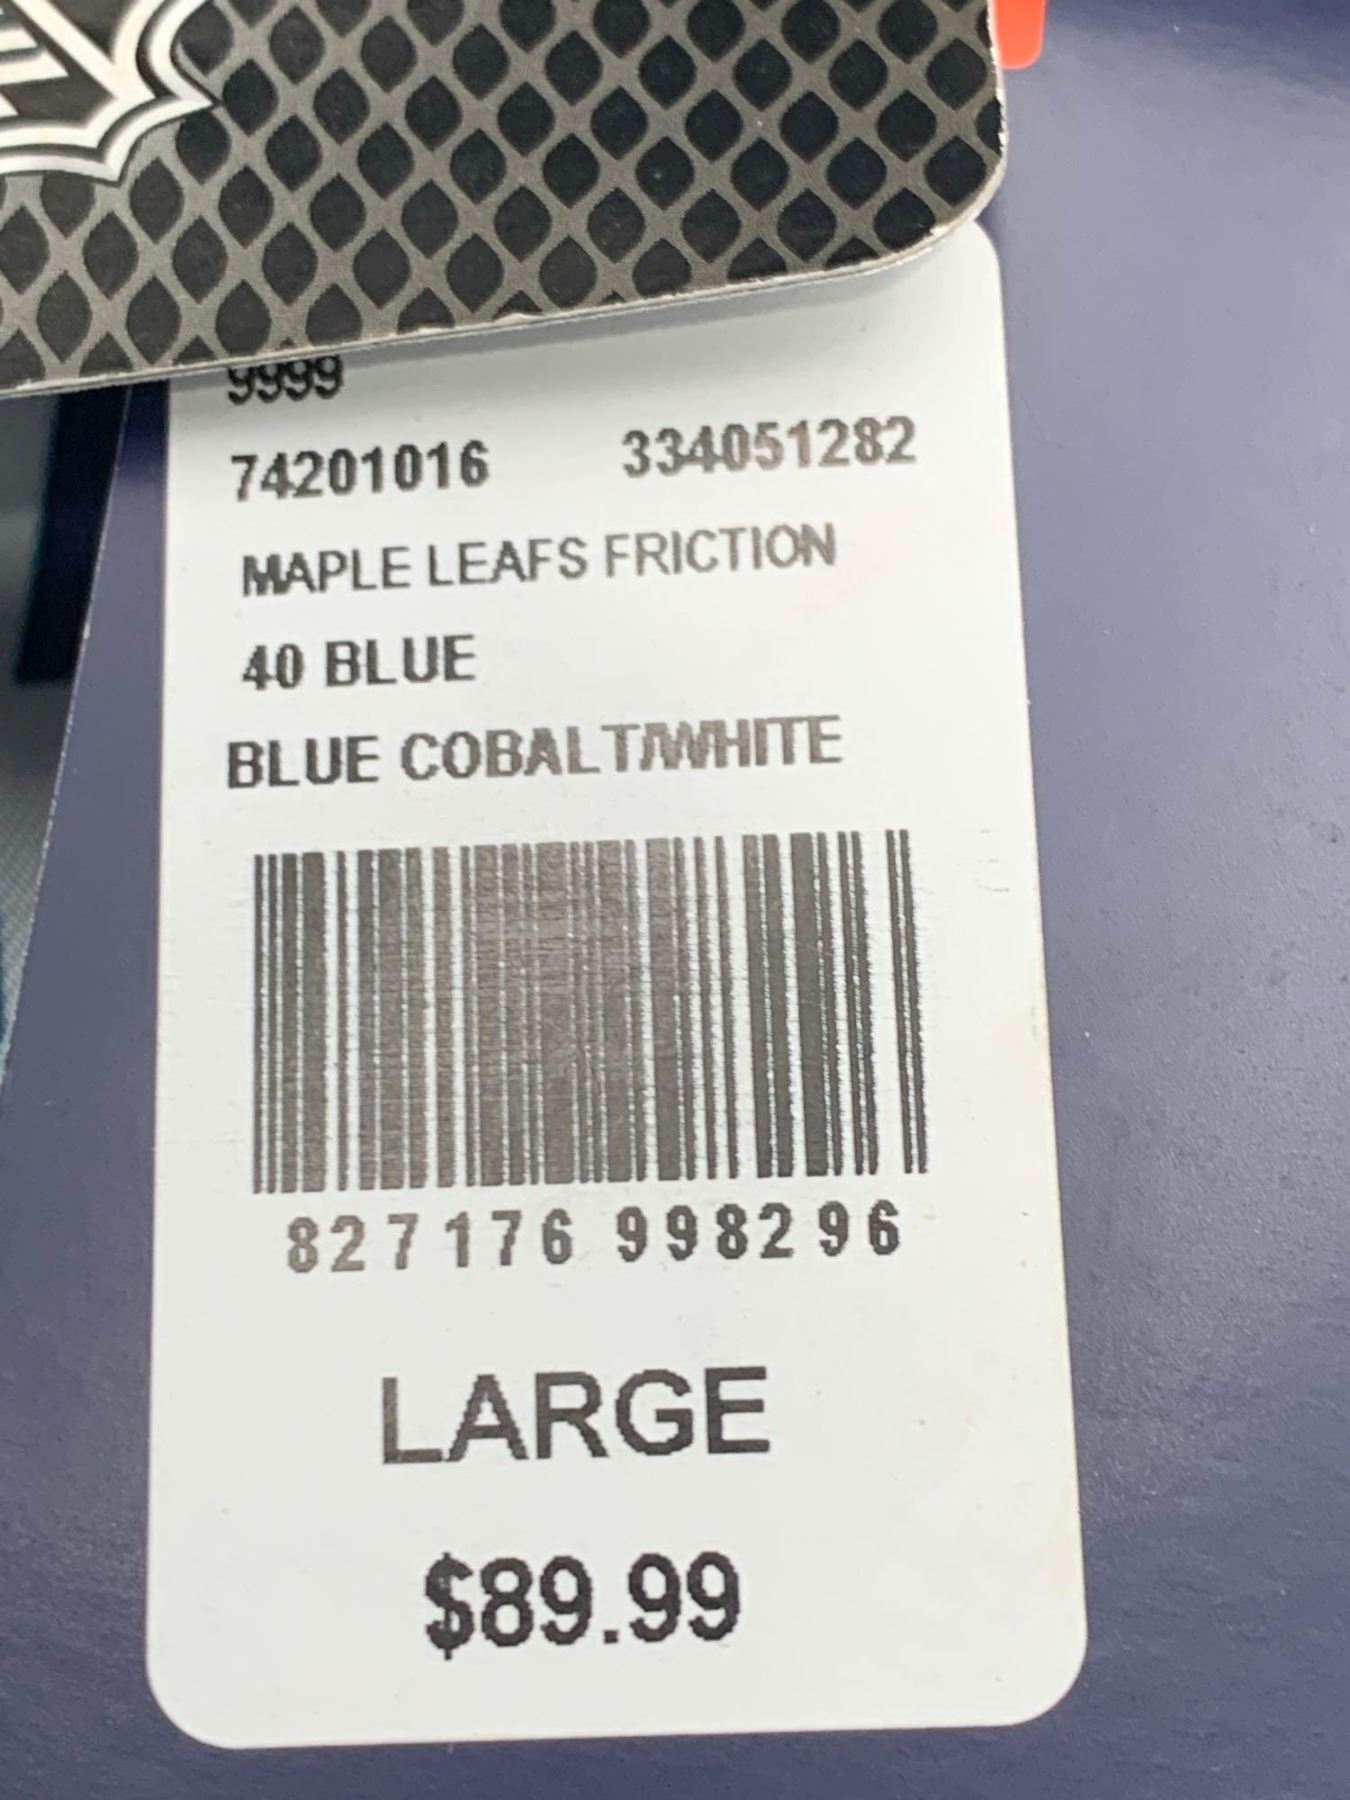 9999
74201016 334051282
MAPLE LEAFS FRICTION
40 BLUE
BLUE COBALT/WHITE
827176 998296
LARGE
$89.99